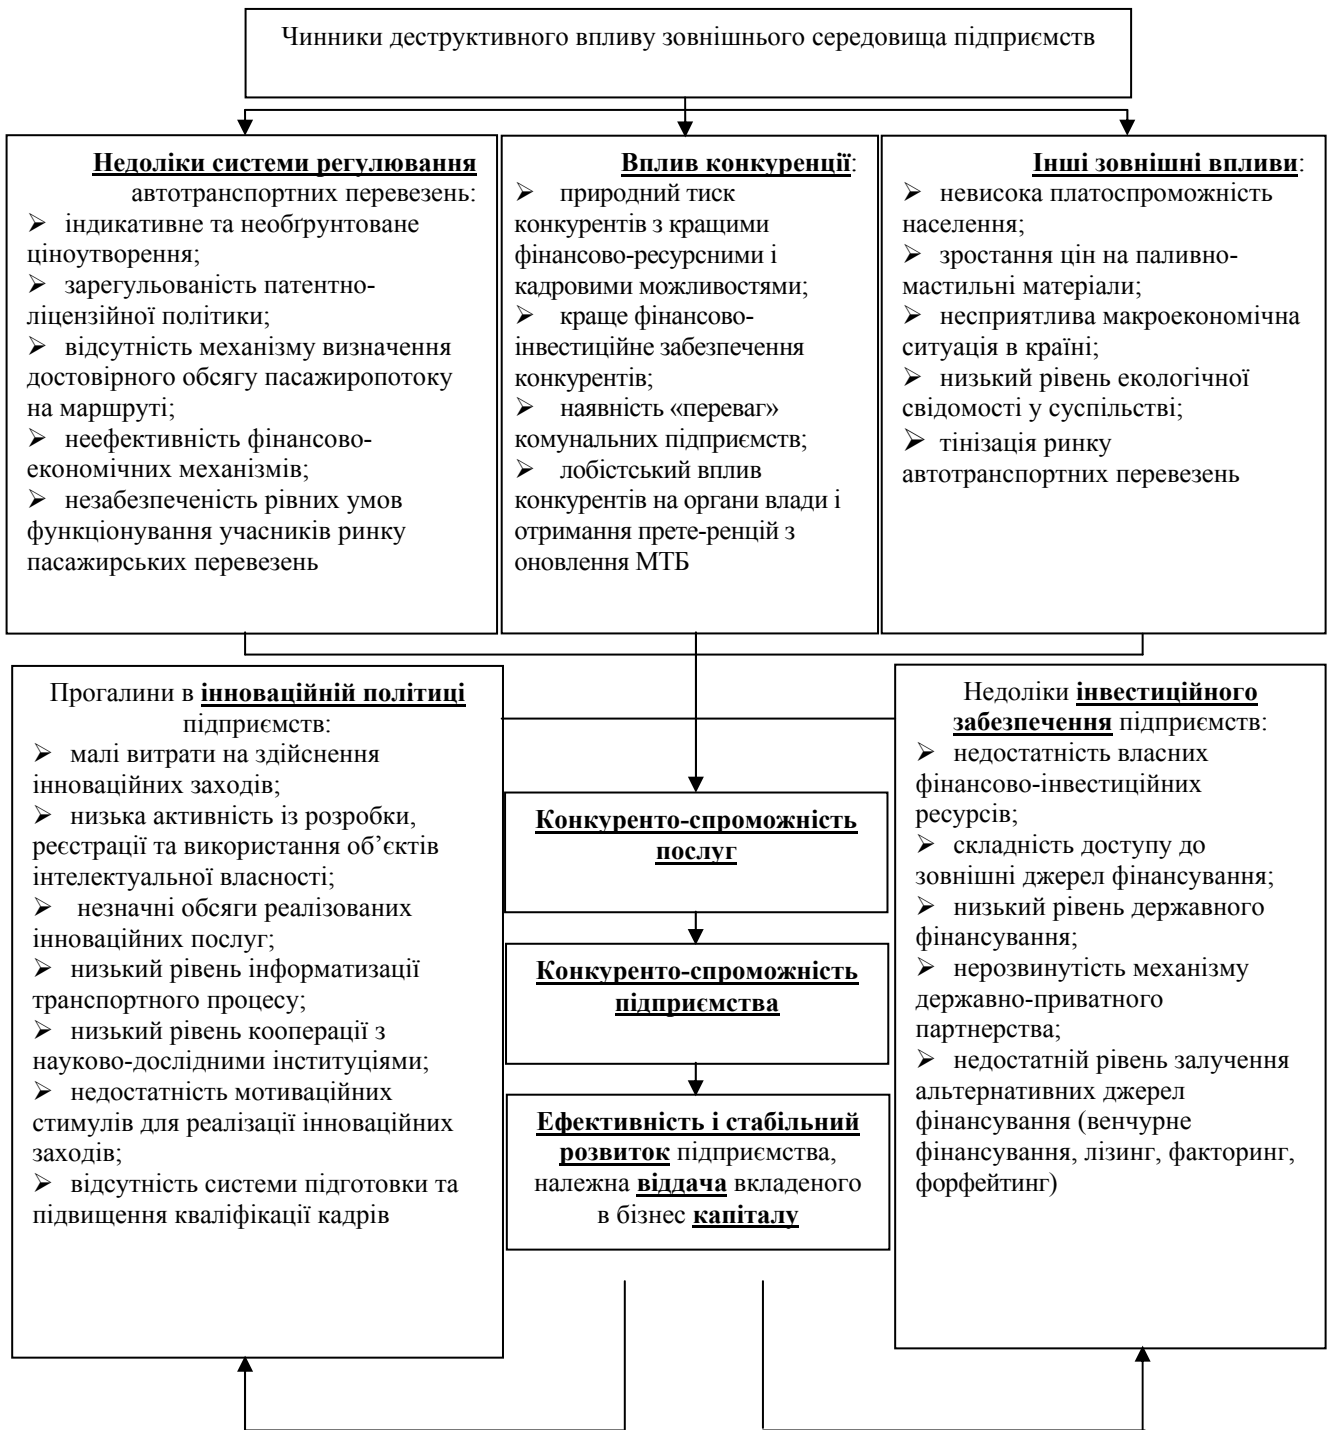 Чинники деструктивного впливу зовнішнього середовища підприємств
Недоліки системи регулювання
автотранспортних перевезень:
➢ індикативне та необґрунтоване
ціноутворення;
➢ зарегульованість патентно-
ліцензійної політики;
➢ відсутність механізму визначення
достовірного обсягу пасажиропотоку
на маршруті;
➢ неефективність фінансово-
економічних механізмів;
➢ незабезпеченість рівних умов
функціонування учасників ринку
пасажирських перевезень
Вплив конкуренції:
➢ природний тиск
конкурентів з кращими
фінансово-ресурсними і
кадровими можливостями;
➢ краще фінансово-
інвестиційне забезпечення
конкурентів;
➢ наявність «переваг»
комунальних підприємств;
➢ лобістський вплив
конкурентів на органи влади і
отримання прете-ренцій з
оновлення МТБ
Інші зовнішні впливи:
➢ невисока платоспроможність
населення;
➢ зростання цін на паливно-
мастильні матеріали;
➢ несприятлива макроекономічна
ситуація в країні;
➢ низький рівень екологічної
свідомості у суспільстві;
➢ тінізація ринку
автотранспортних перевезень
Прогалини в інноваційній політиці
підприємств:
➢ малі витрати на здійснення
інноваційних заходів;
➢ низька активність із розробки,
реєстрації та використання об’єктів
інтелектуальної власності;
➢ незначні обсяги реалізованих
інноваційних послуг;
➢ низький рівень інформатизації
транспортного процесу;
➢ низький рівень кооперації з
науково-дослідними інституціями;
➢ недостатність мотиваційних
стимулів для реалізації інноваційних
заходів;
➢ відсутність системи підготовки та
підвищення кваліфікації кадрів
Конкуренто-спроможність
послуг
Конкуренто-спроможність
підприємства
Ефективність і стабільний
розвиток підприємства,
належна віддача вкладеного
в бізнес капіталу
Недоліки інвестиційного
забезпечення підприємств:
➢ недостатність власних
фінансово-інвестиційних
ресурсів;
➢ складність доступу до
зовнішні джерел фінансування;
➢ низький рівень державного
фінансування;
➢ нерозвинутість механізму
державно-приватного
партнерства;
➢ недостатній рівень залучення
альтернативних джерел
фінансування (венчурне
фінансування, лізинг, факторинг,
форфейтинг)